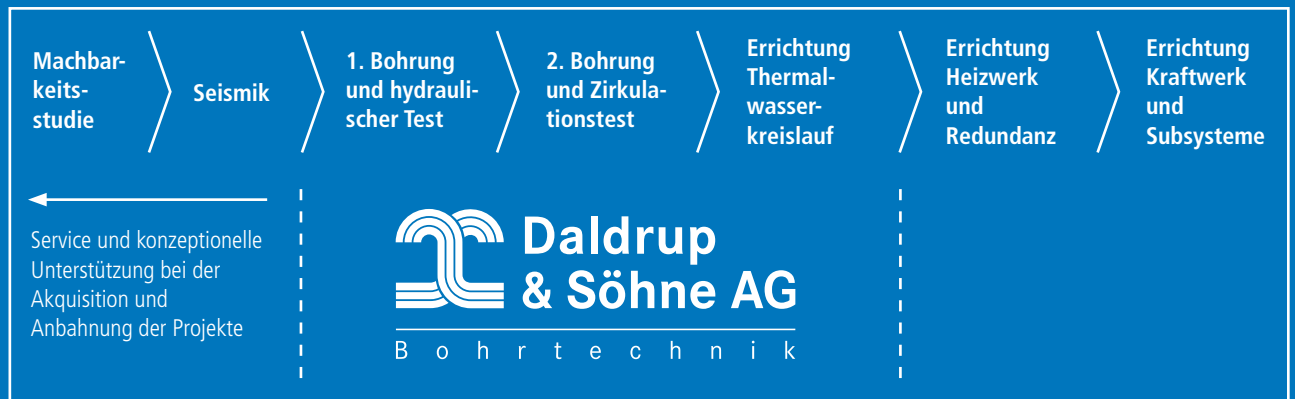 Machbar-
keits-
studie
Seismik
1. Bohrung
und hydrauli-
scher Test
2. Bohrung
und Zirkula-
tionstest
Errichtung
Thermal-
wasser-
kreislauf
Errichtung
Heizwerk
und
Redundanz
Errichtung
Kraftwerk
und
Subsysteme
Service und konzeptionelle
Unterstützung bei der
Akquisition und
Anbahnung der Projekte
Daldrup
& Söhne AG
Bohrtechnik